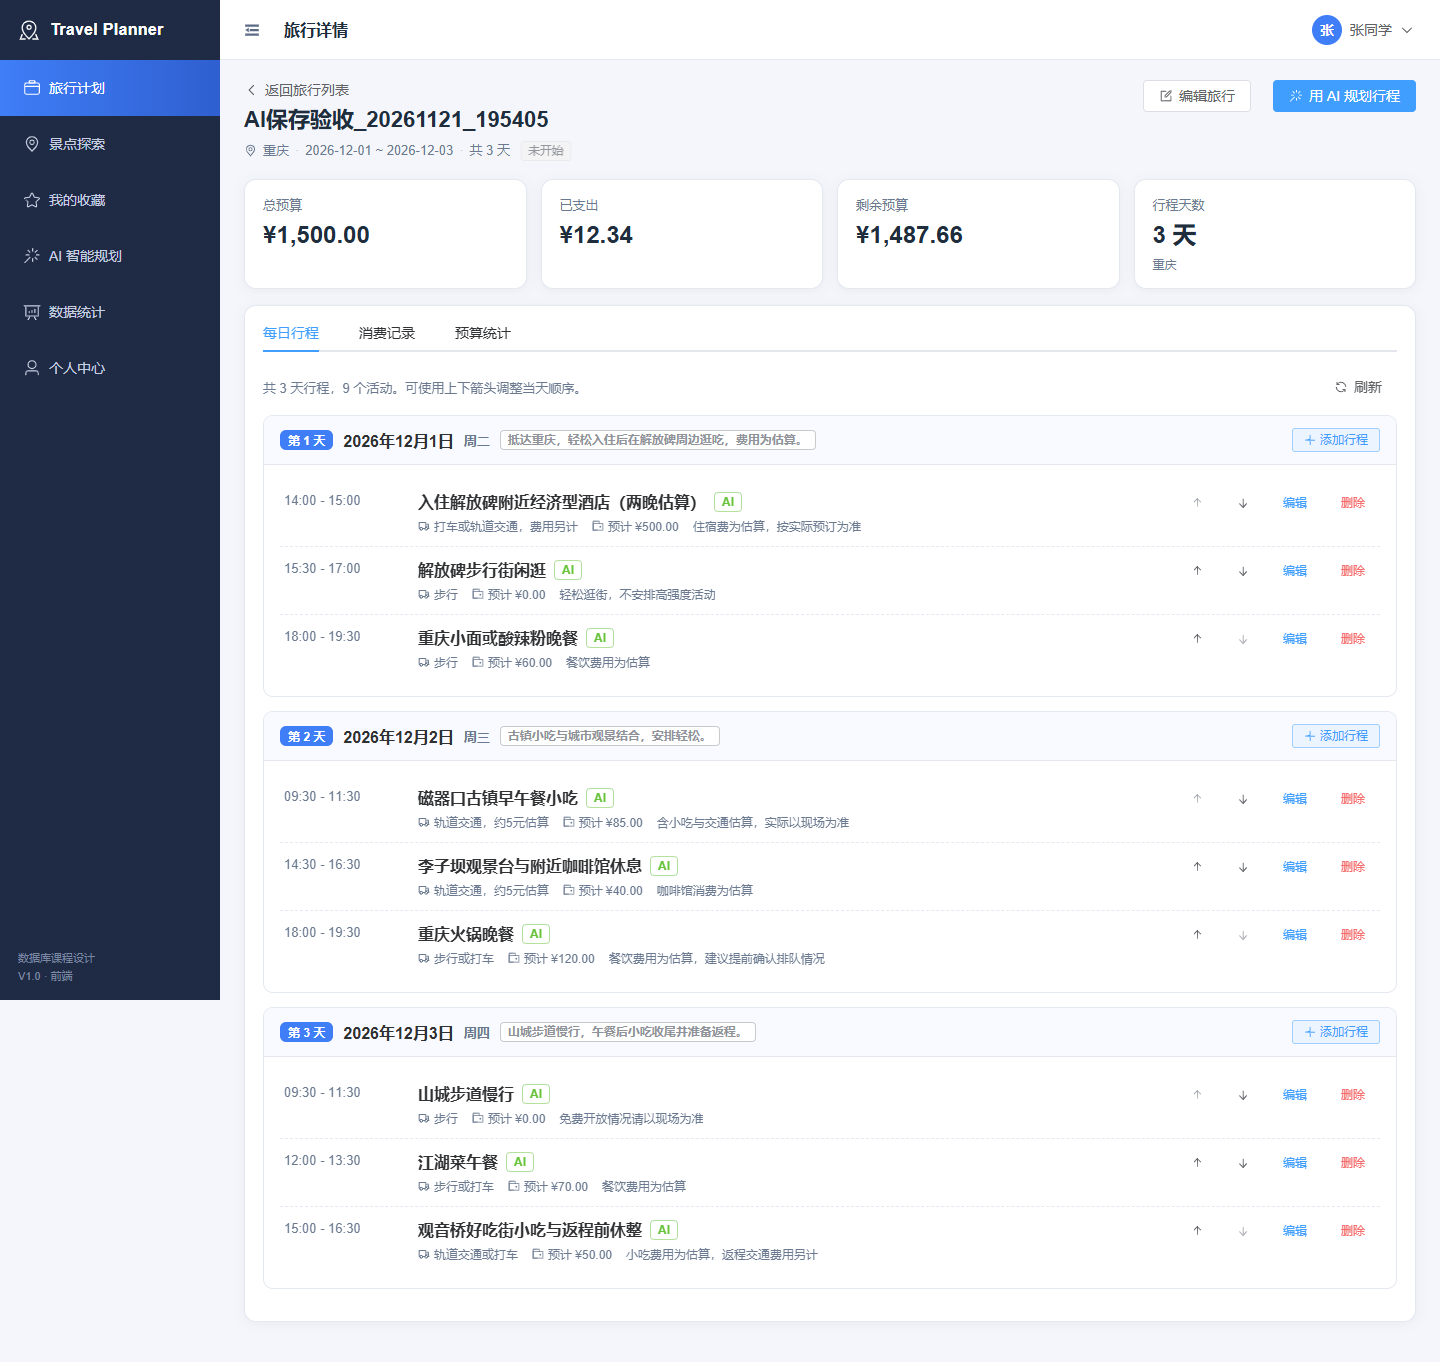 Travel Planner
旅行计划
景点探索
我的收藏
AI 智能规划
数据统计
个人中心
数据库课程设计
V1.0 · 前端
旅行详情
张 张同学
返回旅行列表
编辑旅行
用 AI 规划行程
AI保存验收_20261121_195405
重庆 · 2026-12-01 ~ 2026-12-03 · 共 3 天 未开始
总预算
¥1,500.00
已支出
¥12.34
剩余预算
¥1,487.66
行程天数
3 天
重庆
每日行程 消费记录 预算统计
共 3 天行程，9 个活动。可使用上下箭头调整当天顺序。 刷新
第 1 天 2026年12月1日 周二 抵达重庆，轻松入住后在解放碑周边逛吃，费用为估算。 添加行程
14:00 - 15:00 入住解放碑附近经济型酒店（两晚估算） AI ↑ ↓ 编辑 删除
打车或轨道交通，费用另计 预计 ¥500.00 住宿费为估算，按实际预订为准
15:30 - 17:00 解放碑步行街闲逛 AI ↑ ↓ 编辑 删除
步行 预计 ¥0.00 轻松逛街，不安排高强度活动
18:00 - 19:30 重庆小面或酸辣粉晚餐 AI ↑ ↓ 编辑 删除
步行 预计 ¥60.00 餐饮费用为估算
第 2 天 2026年12月2日 周三 古镇小吃与城市观景结合，安排轻松。 添加行程
09:30 - 11:30 磁器口古镇早午餐小吃 AI ↑ ↓ 编辑 删除
轨道交通，约5元估算 预计 ¥85.00 含小吃与交通估算，实际以现场为准
14:30 - 16:30 李子坝观景台与附近咖啡馆休息 AI ↑ ↓ 编辑 删除
轨道交通，约5元估算 预计 ¥40.00 咖啡馆消费为估算
18:00 - 19:30 重庆火锅晚餐 AI ↑ ↓ 编辑 删除
步行或打车 预计 ¥120.00 餐饮费用为估算，建议提前确认排队情况
第 3 天 2026年12月3日 周四 山城步道慢行，午餐后小吃收尾并准备返程。 添加行程
09:30 - 11:30 山城步道慢行 AI ↑ ↓ 编辑 删除
步行 预计 ¥0.00 免费开放情况请以现场为准
12:00 - 13:30 江湖菜午餐 AI ↑ ↓ 编辑 删除
步行或打车 预计 ¥70.00 餐饮费用为估算
15:00 - 16:30 观音桥好吃街小吃与返程前休整 AI ↑ ↓ 编辑 删除
轨道交通或打车 预计 ¥50.00 小吃费用为估算，返程交通费用另计